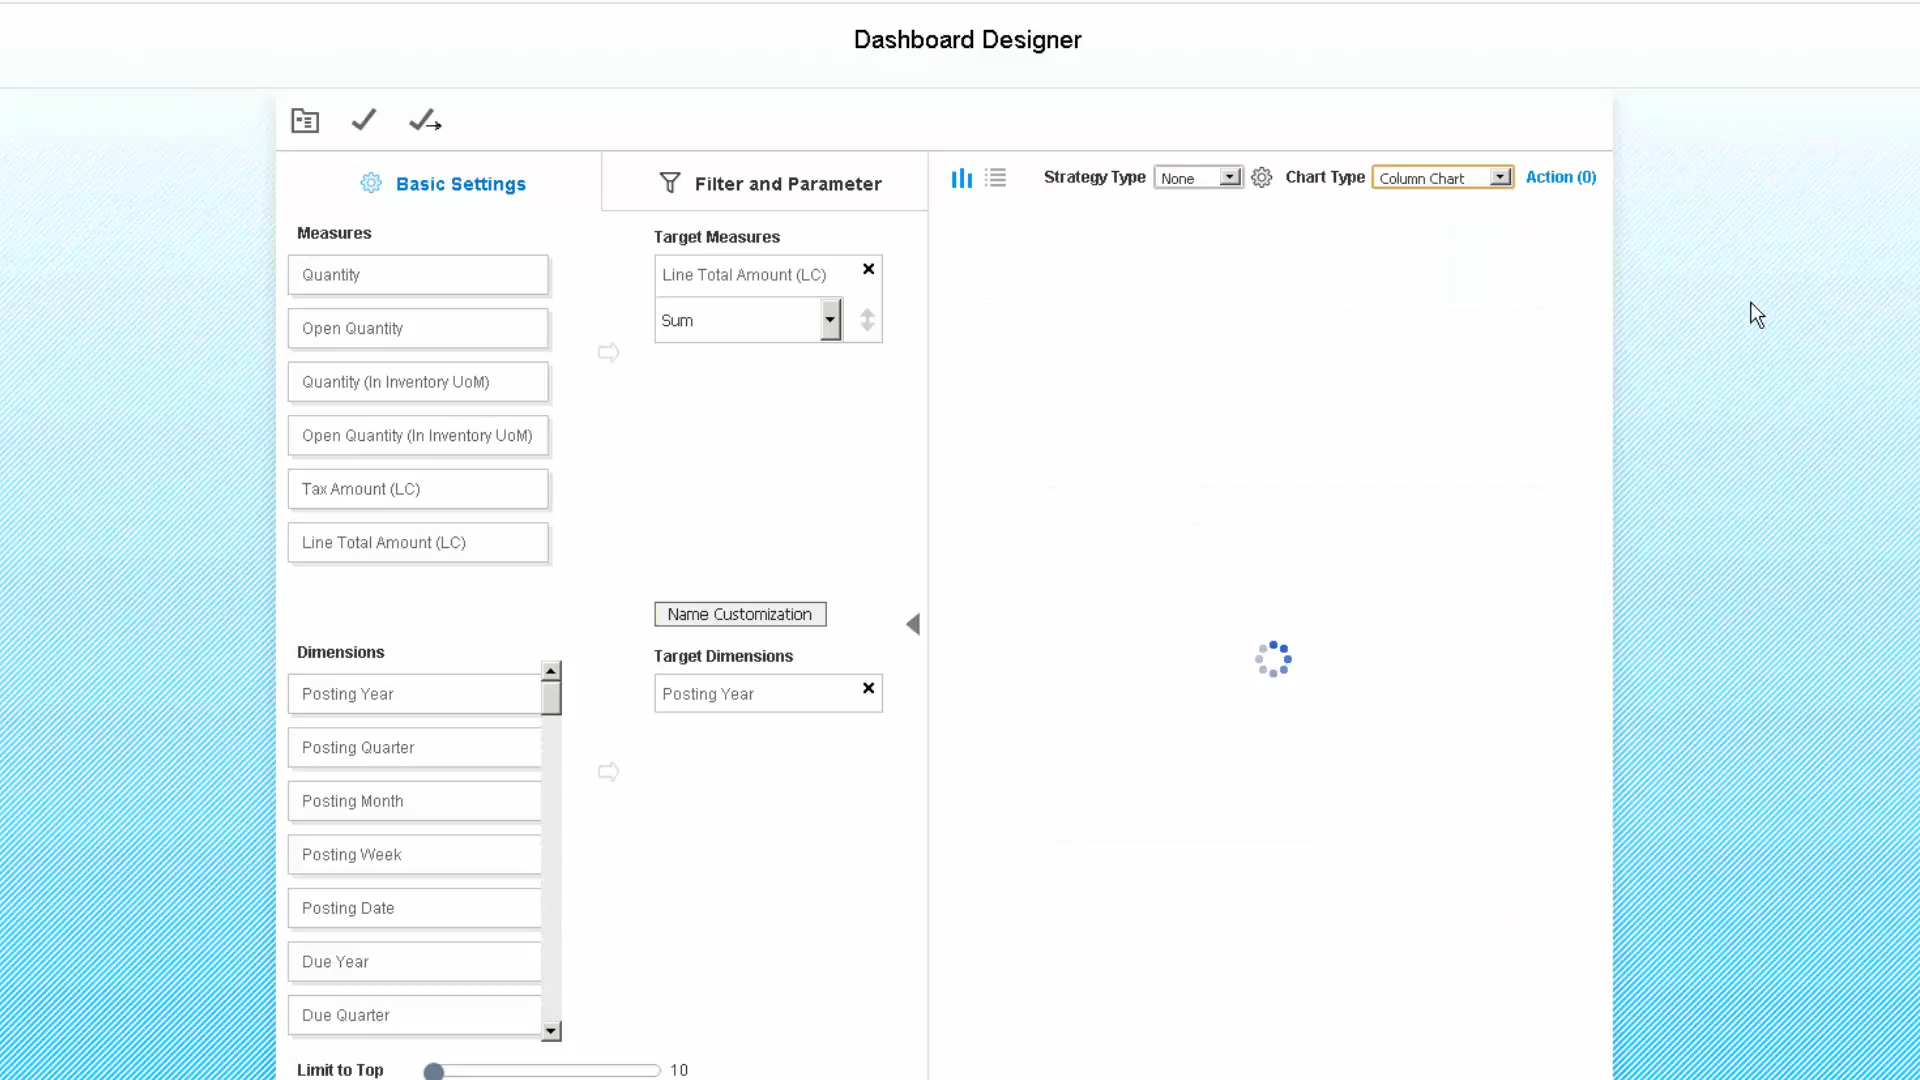 Dashboard Designer
Basic Settings
Filter and Parameter
Strategy Type None Chart Type Column Chart Action (0)
Measures
Quantity
Open Quantity
Quantity (In Inventory UoM)
Open Quantity (In Inventory UoM)
Tax Amount (LC)
Line Total Amount (LC)
Target Measures
Line Total Amount (LC)
Sum
Name Customization
Dimensions
Posting Year
Posting Quarter
Posting Month
Posting Week
Posting Date
Due Year
Due Quarter
Target Dimensions
Posting Year
Limit to Top 10